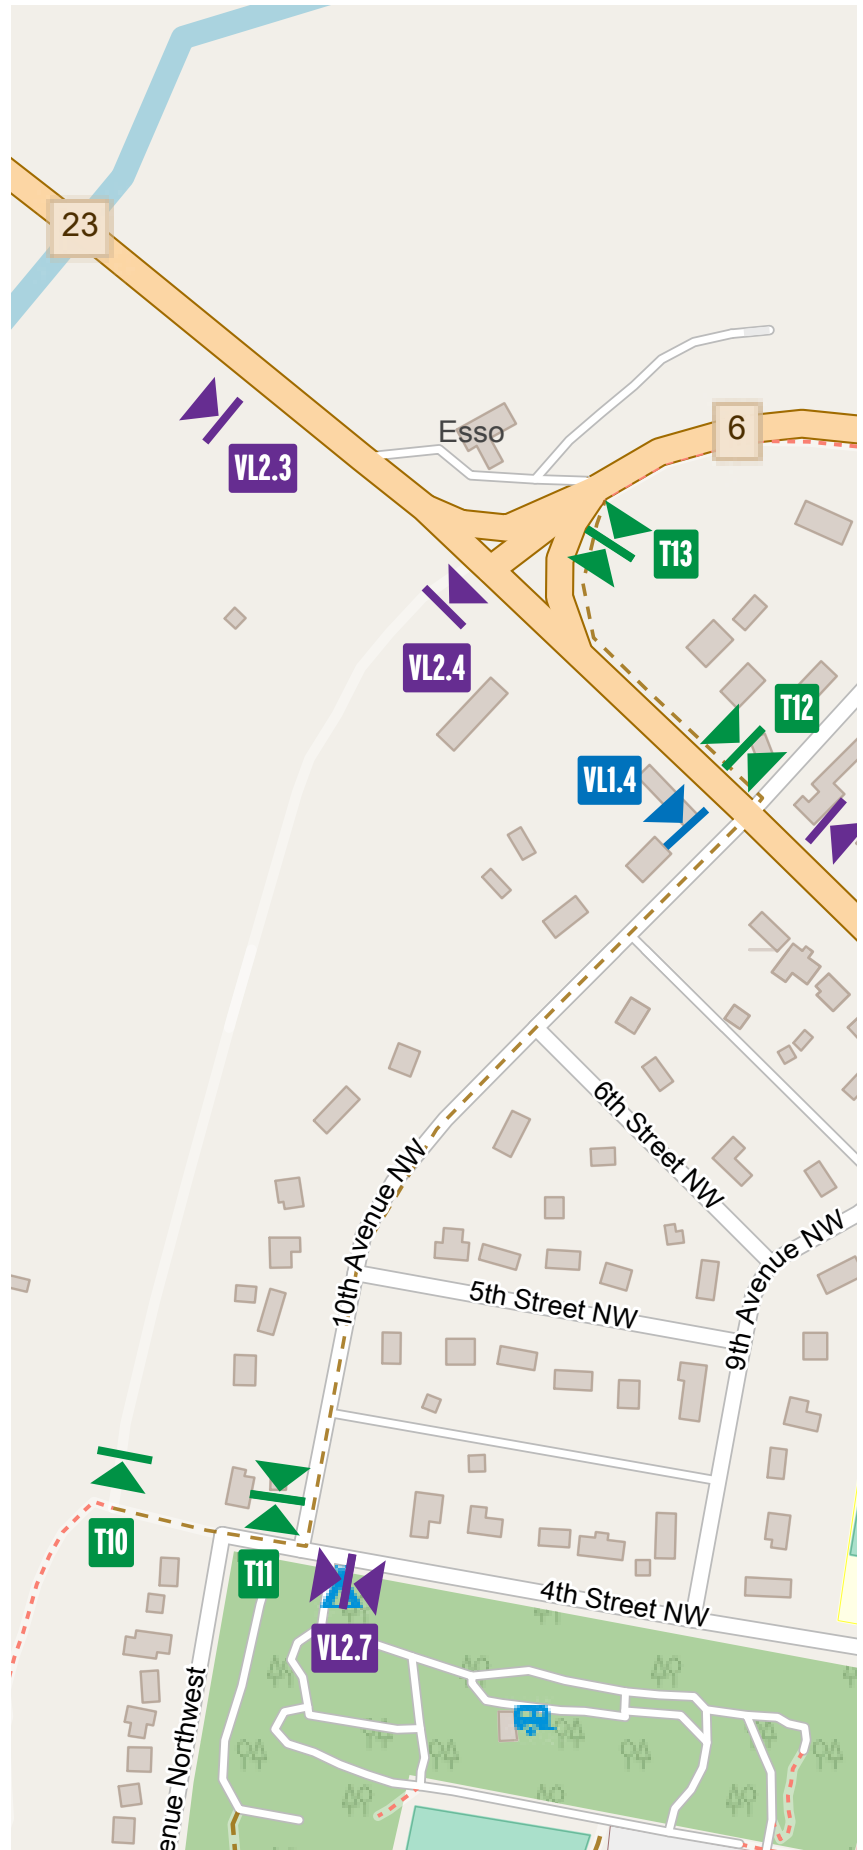 23
Esso
6
VL2.3
T13
VL2.4
T12
VL1.4
6th Street NW
10th Avenue NW
9th Avenue NW
5th Street NW
T10
T11
4th Street NW
VL2.7
enue Northwest